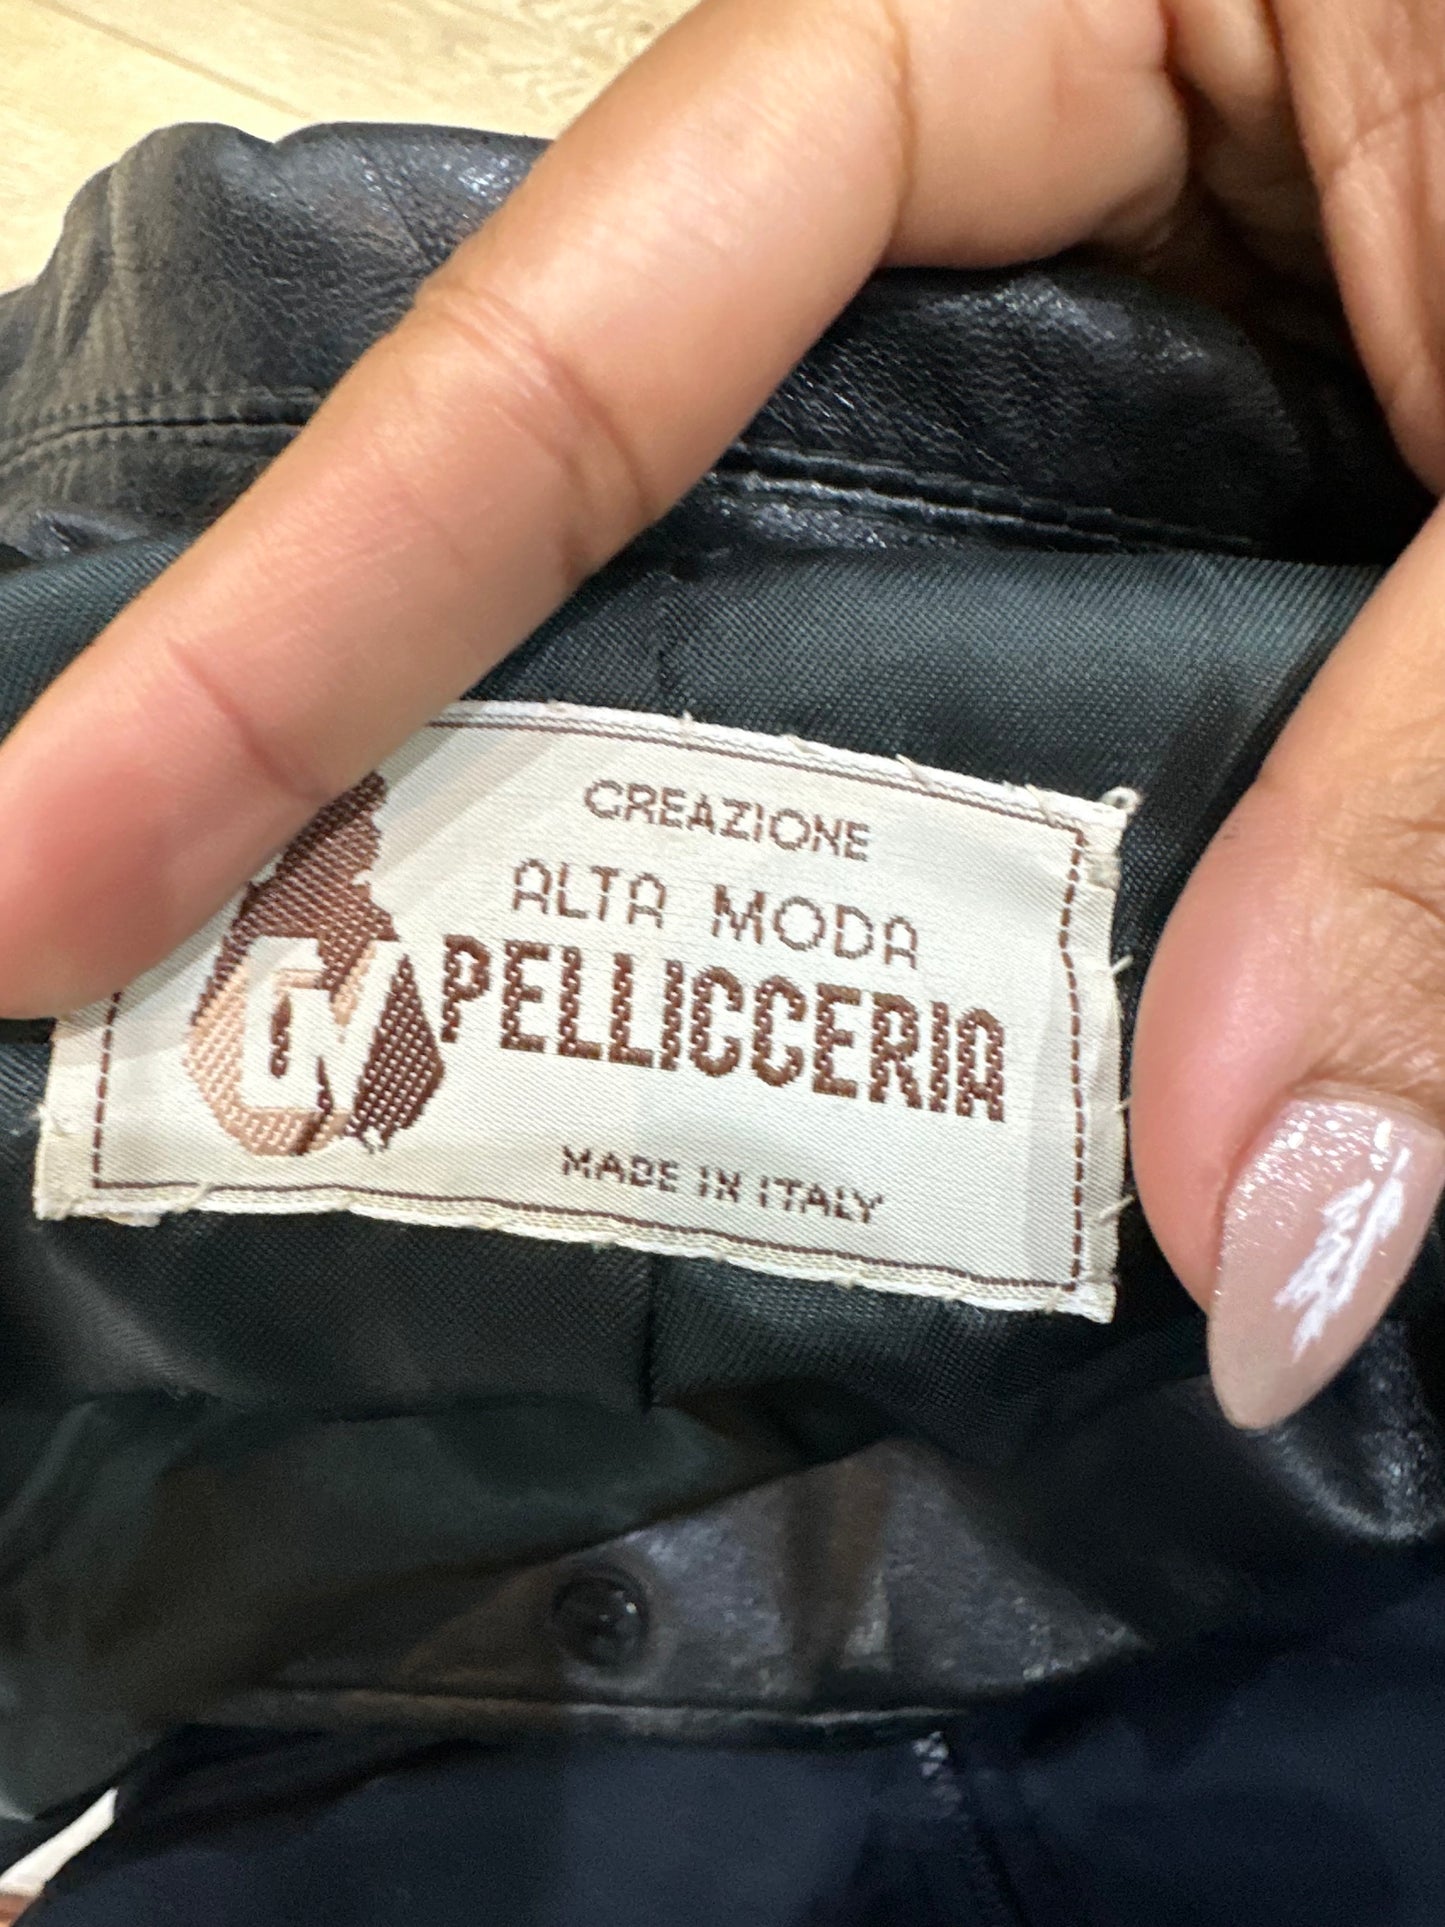 CREAZIONE
ALTA MODA
PELLICCERIA
MADE IN ITALY